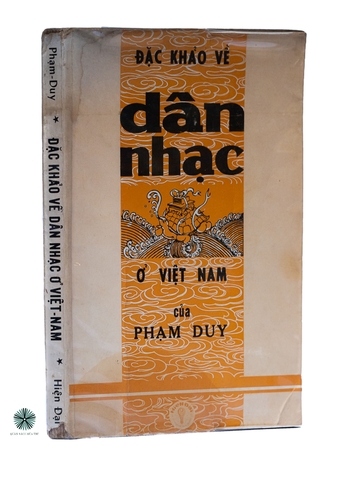 ĐẶC KHẢO VỀ
dân
nhạc
Ở VIỆT NAM
của
PHẠM DUY
Phạm-Duy ★ ĐẶC KHẢO VỀ DÂN NHẠC Ở VIỆT-NAM ★ Hiện Đại